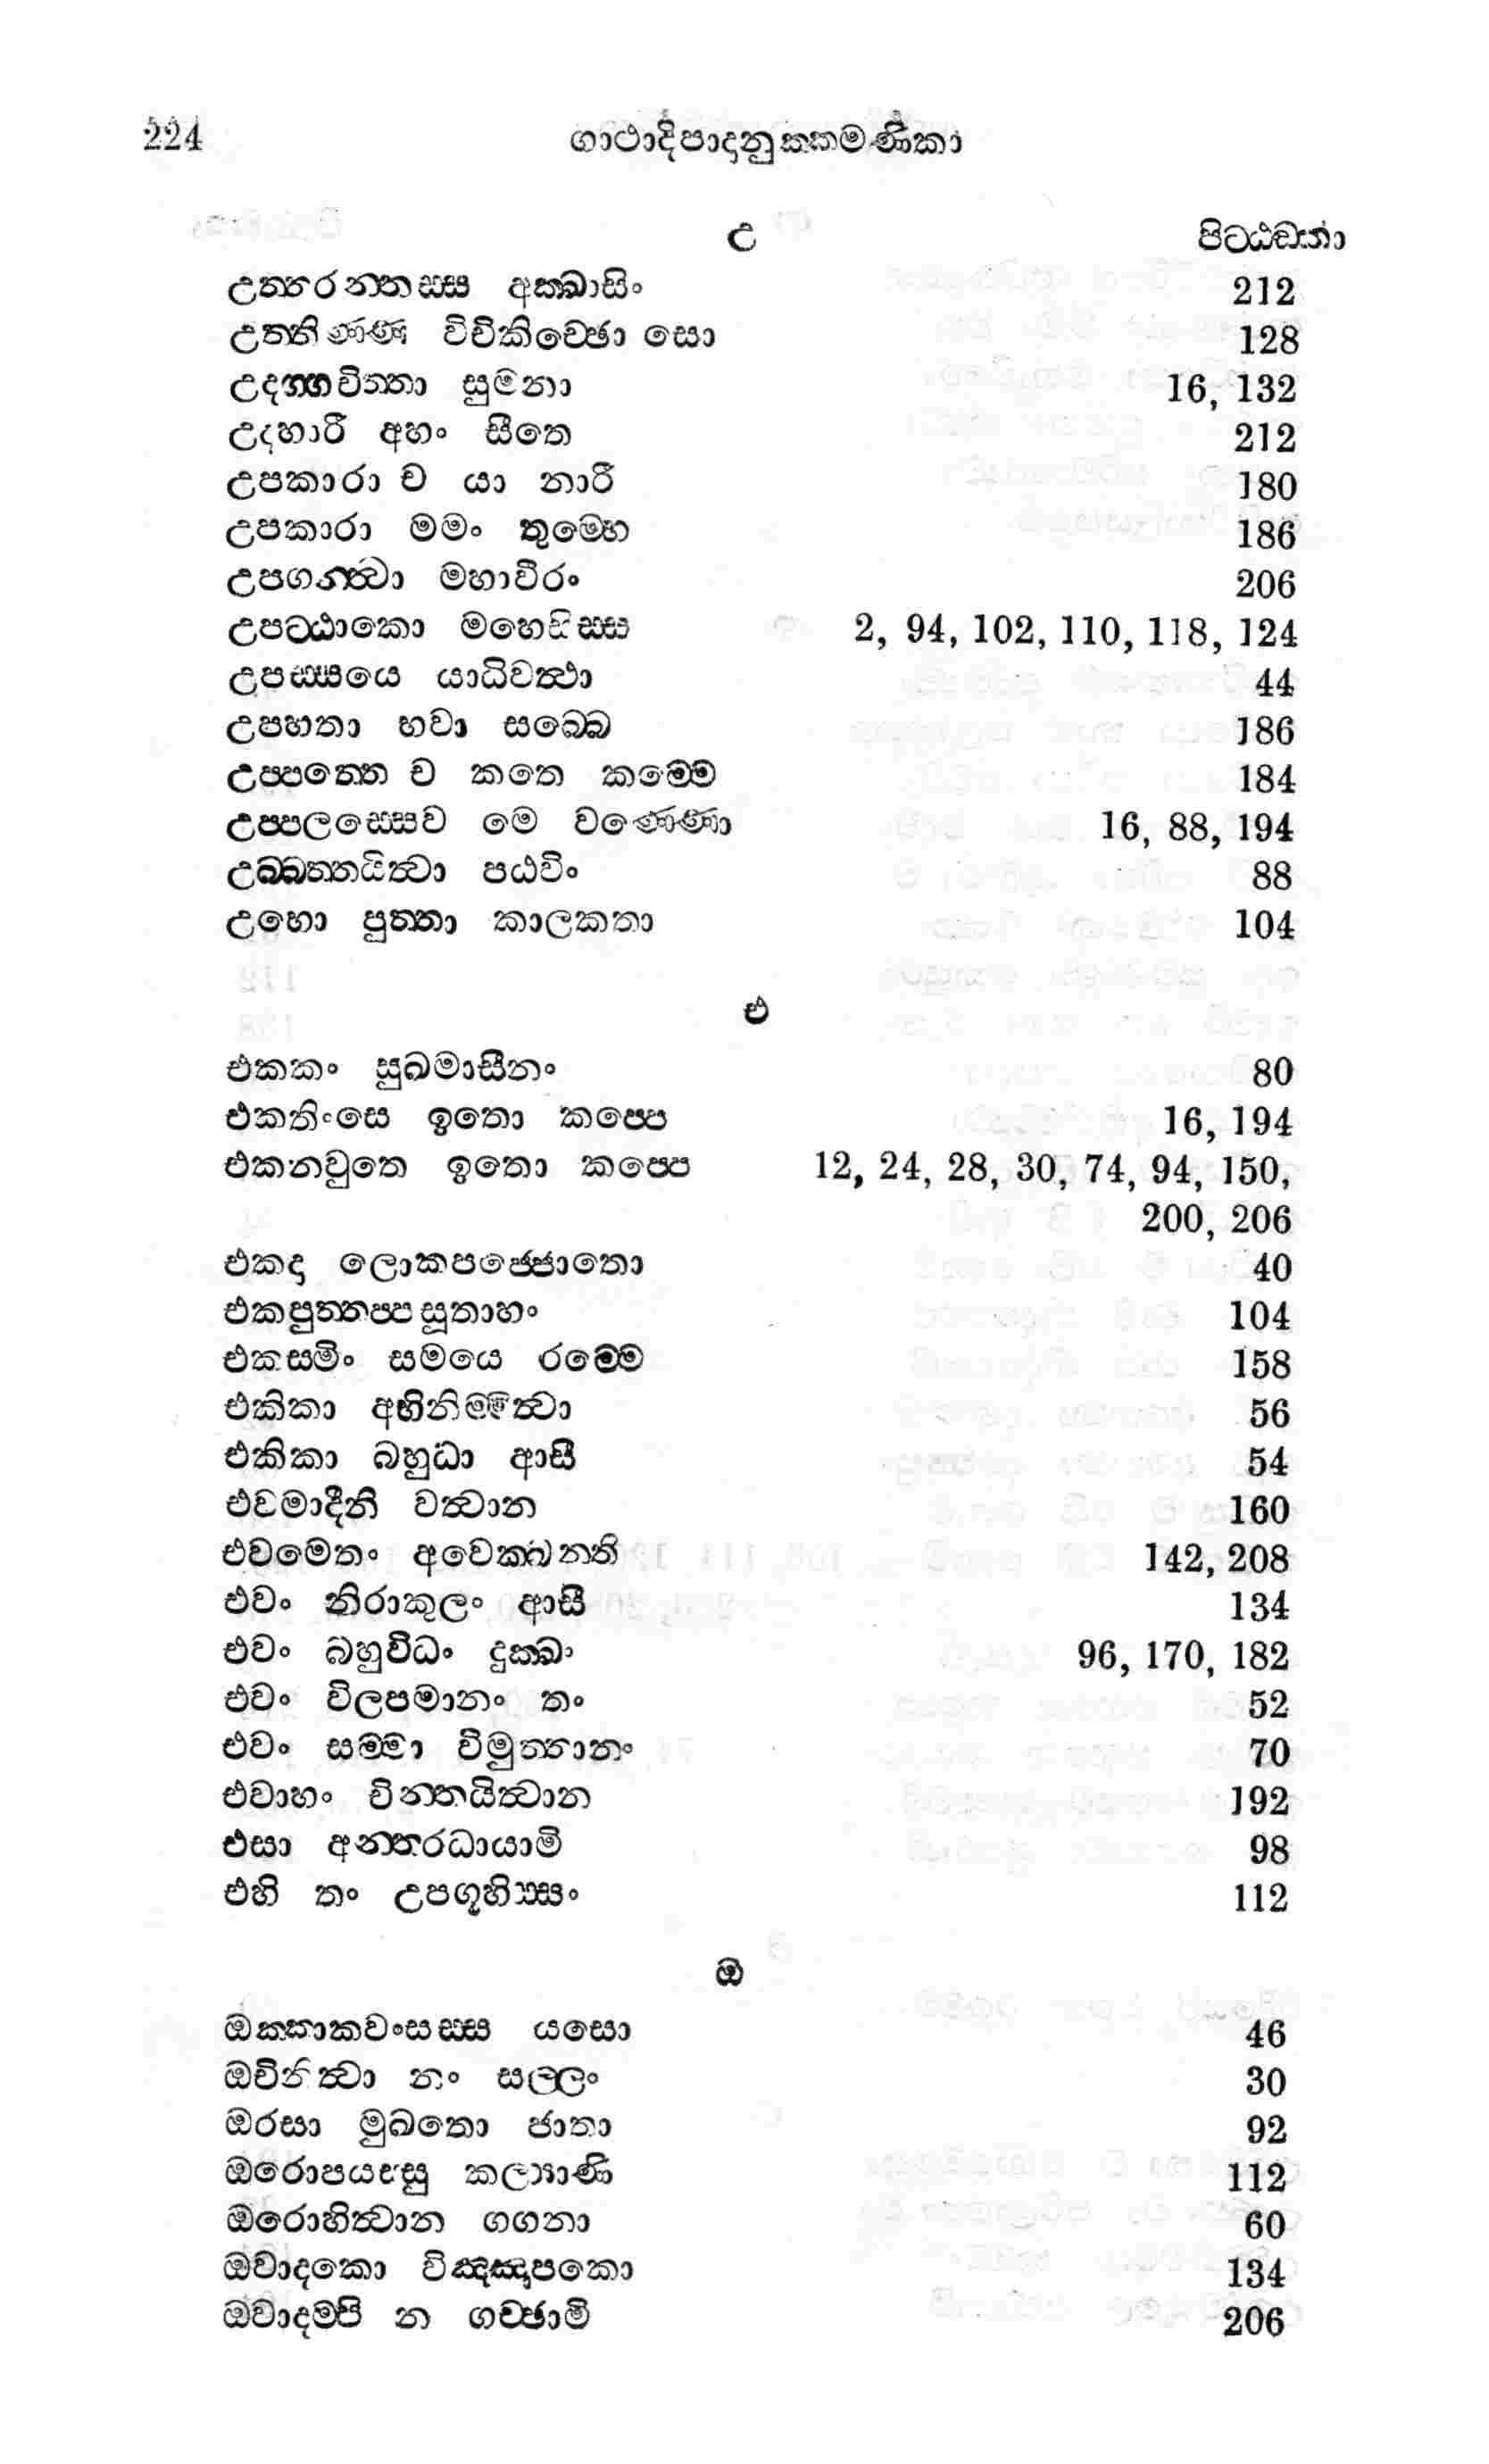 224 ගාථාදිපාදානුක්කමණිකා
උ පිට්ඨඞ්කා
උත්තරන්තස්ස අක්ඛාසිං 212
උත්තිණ්ණ විචිකිච්ඡො සො 128
උදග්ගචිත්තා සුමනා 16, 132
උදහාරී අහං සීතෙ 212
උපකාරා ච යා නාරී 180
උපකාරා මමං තුම්හෙ 186
උපගන්ත්වා මහාවීරං 206
උපට්ඨාකො මහෙසිස්ස 2, 94, 102, 110, 118, 124
උපස්සයෙ යාධිවත්ථා 44
උපහතා භවා සබ්බෙ 186
උප්පත්තෙ ච කතෙ කම්මෙ 184
උප්පලස්සෙව මෙ වණ්ණො 16, 88, 194
උබ්බත්තයිත්වා පඨවිං 88
උභො පුත්තා කාලකතා 104
එ
එකකං සුඛමාසීනං 80
එකතිංසෙ ඉතො කප්පෙ 16, 194
එකනවුතෙ ඉතො කප්පෙ 12, 24, 28, 30, 74, 94, 150,
200, 206
එකදා ලොකපජ්ජොතො 40
එකපුත්තප්පසූතාහං 104
එකස්මිං සමයෙ රම්මෙ 158
එකිකා අභිනිම්මිත්වා 56
එකිකා බහුධා ආසී 54
එවමාදීනි වත්වාන 160
එවමෙතං අවෙක්ඛන්ති 142, 208
එවං නිරාකුලං ආසී 134
එවං බහුවිධං දුක්ඛං 96, 170, 182
එවං විලපමානං තං 52
එවං සම්මා විමුත්තානං 70
එවාහං චින්තයිත්වාන 192
එසා අන්තරධායාමි 98
එහි තං උපගූහිස්සං 112
ඔ
ඔක්කාකවංසස්ස යසො 46
ඔචිනිත්වා නං සල්ලං 30
ඔරසා මුඛතො ජාතා 92
ඔරොපයස්සු කල්‍යාණි 112
ඔරොහිත්වාන ගගනා 60
ඔවාදකො විඤ්ඤාපකො 134
ඔවාදම්පි න ගච්ඡාමි 206